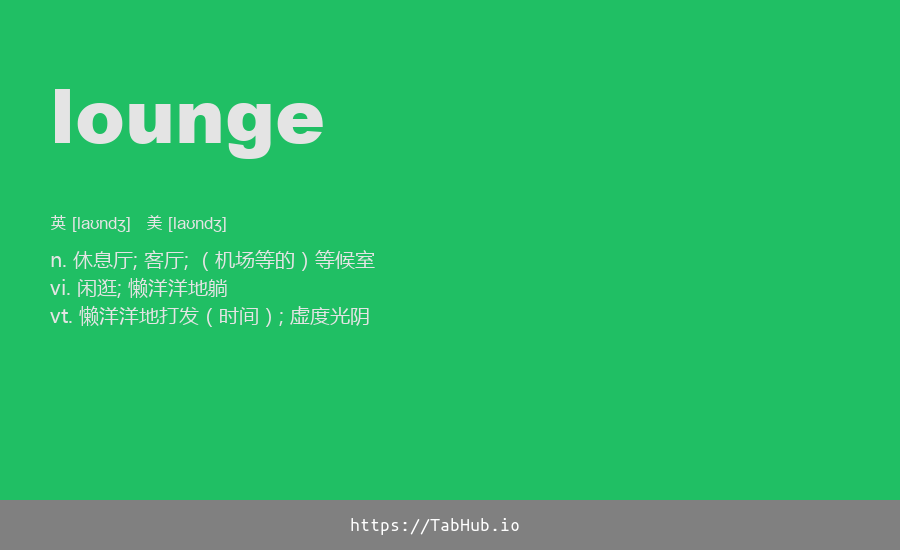 lounge
英 [laʊndʒ] 美 [laʊndʒ]
n. 休息厅; 客厅; （机场等的）等候室
vi. 闲逛; 懒洋洋地躺
vt. 懒洋洋地打发（时间）; 虚度光阴
https://TabHub.io